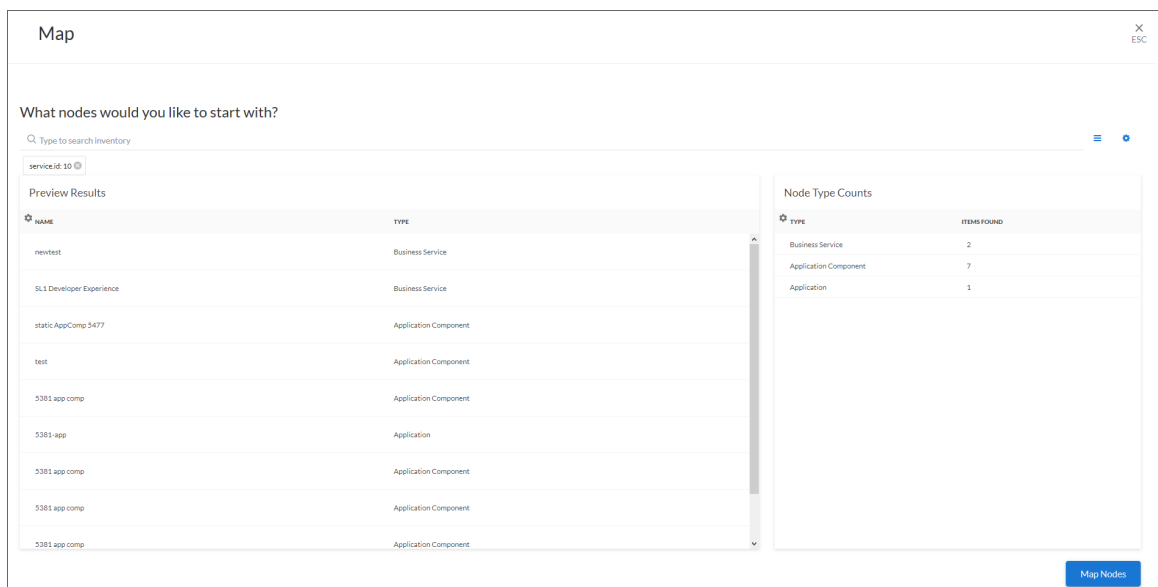 Map
ESC
What nodes would you like to start with?
Type to search inventory
service.id: 10
Preview Results
NAME TYPE
newtest Business Service
SL1 Developer Experience Business Service
static AppComp 5477 Application Component
test Application Component
5381 app comp Application Component
5381-app Application
5381 app comp Application Component
5381 app comp Application Component
5381 app comp Application Component
Node Type Counts
TYPE ITEMS FOUND
Business Service 2
Application Component 7
Application 1
Map Nodes